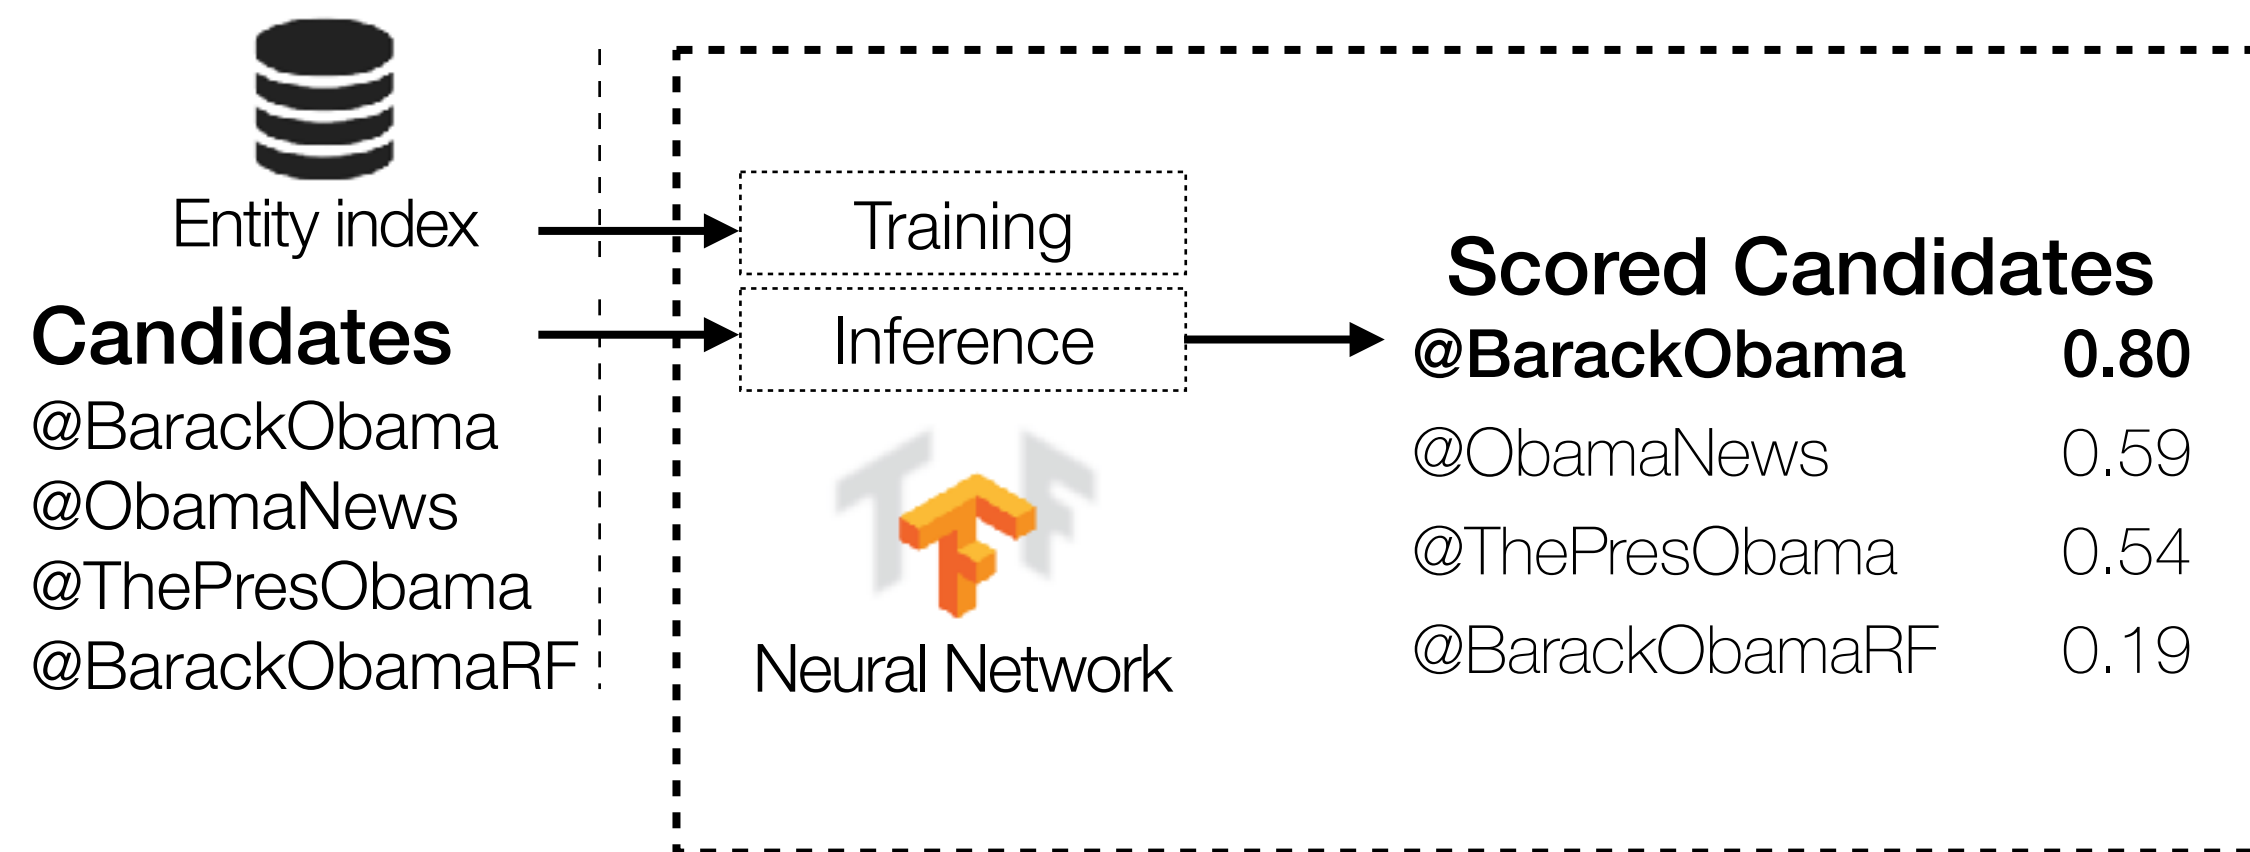 Entity index
Candidates
@BarackObama
@ObamaNews
@ThePresObama
@BarackObamaRF
Training
Inference
Neural Network
Scored Candidates
@BarackObama 0.80
@ObamaNews 0.59
@ThePresObama 0.54
@BarackObamaRF 0.19